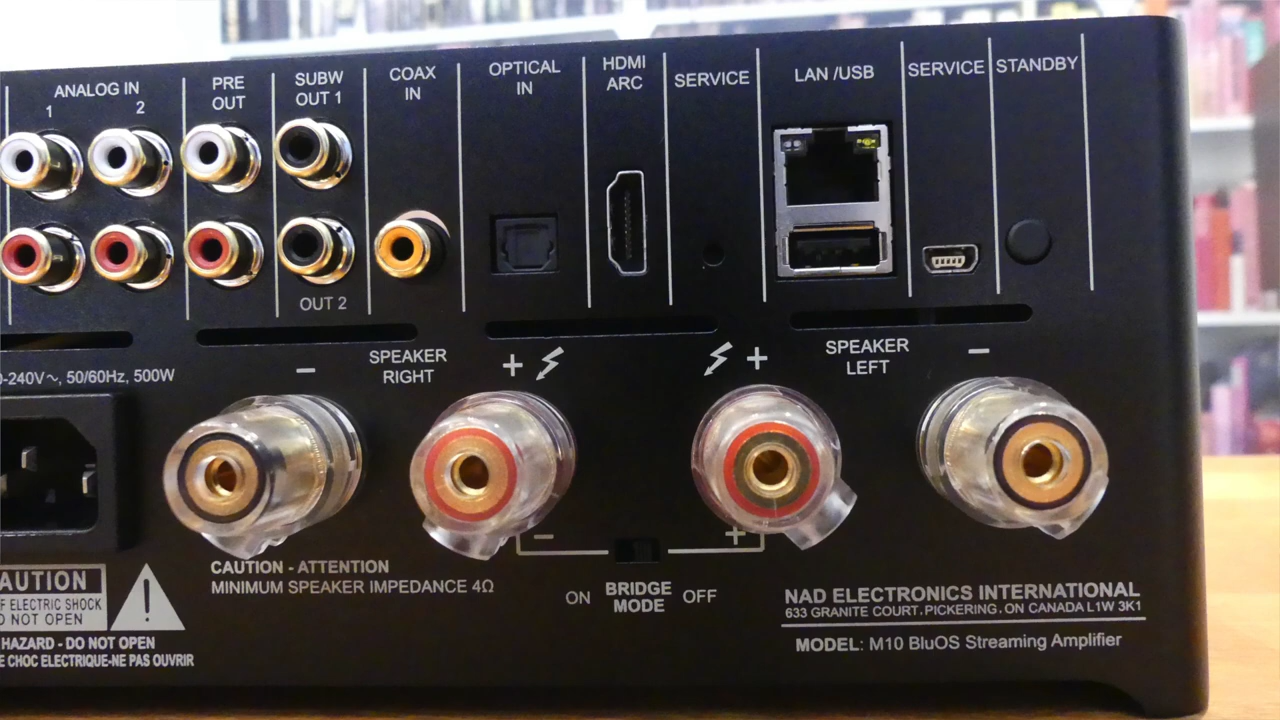 ANALOG IN
1 2
PRE
OUT
SUBW
OUT 1
COAX
IN
OPTICAL
IN
HDMI
ARC
SERVICE
LAN /USB
SERVICE
STANDBY
OUT 2
0-240V~, 50/60Hz, 500W
−
SPEAKER
RIGHT
+
+
SPEAKER
LEFT
−
CAUTION - ATTENTION
MINIMUM SPEAKER IMPEDANCE 4Ω
− +
ON BRIDGE MODE OFF
NAD ELECTRONICS INTERNATIONAL
633 GRANITE COURT, PICKERING, ON CANADA L1W 3K1
MODEL: M10 BluOS Streaming Amplifier
CAUTION
F ELECTRIC SHOCK
O NOT OPEN
!
HAZARD - DO NOT OPEN
E CHOC ELECTRIQUE-NE PAS OUVRIR